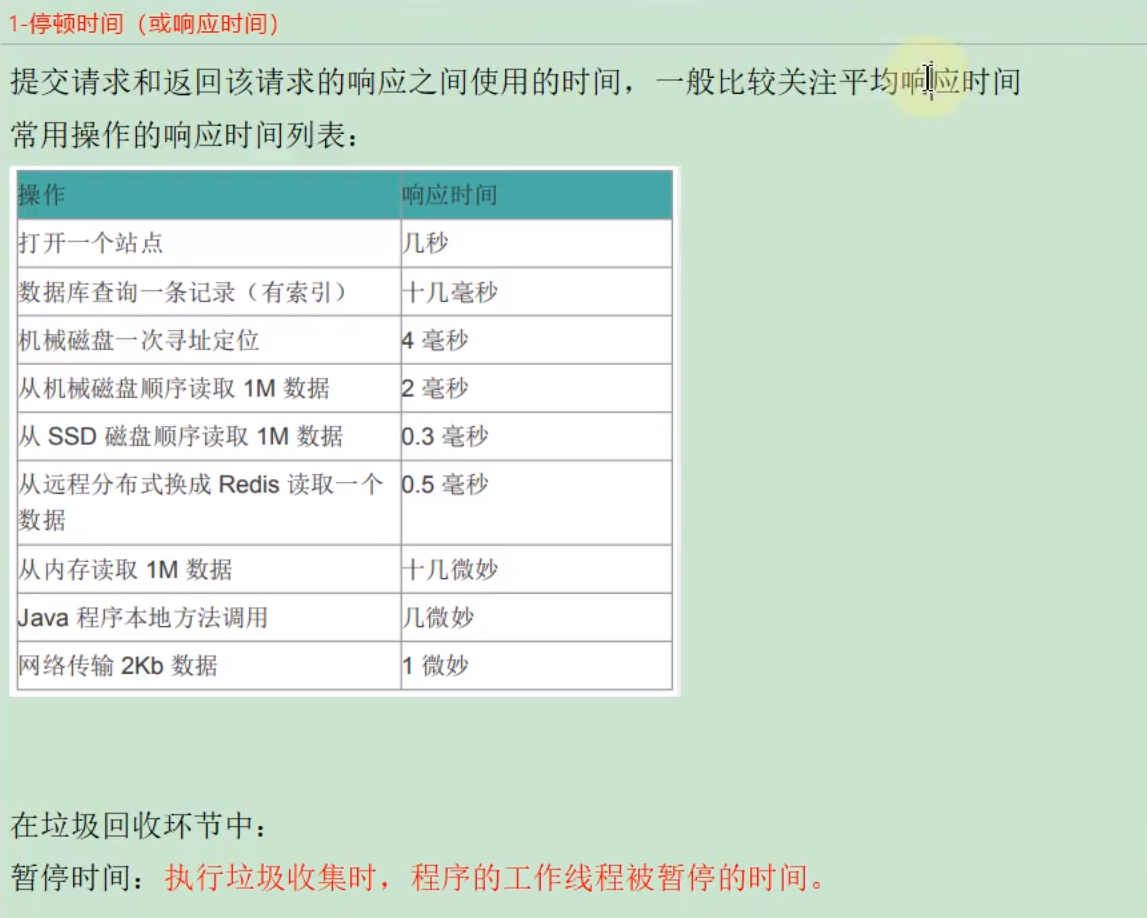 1-停顿时间（或响应时间）
提交请求和返回该请求的响应之间使用的时间，一般比较关注平均响应时间
常用操作的响应时间列表：
操作 响应时间
打开一个站点 几秒
数据库查询一条记录（有索引） 十几毫秒
机械磁盘一次寻址定位 4 毫秒
从机械磁盘顺序读取 1M 数据 2 毫秒
从 SSD 磁盘顺序读取 1M 数据 0.3 毫秒
从远程分布式换成 Redis 读取一个 0.5 毫秒
数据
从内存读取 1M 数据 十几微妙
Java 程序本地方法调用 几微妙
网络传输 2Kb 数据 1 微妙
在垃圾回收环节中：
暂停时间：执行垃圾收集时，程序的工作线程被暂停的时间。